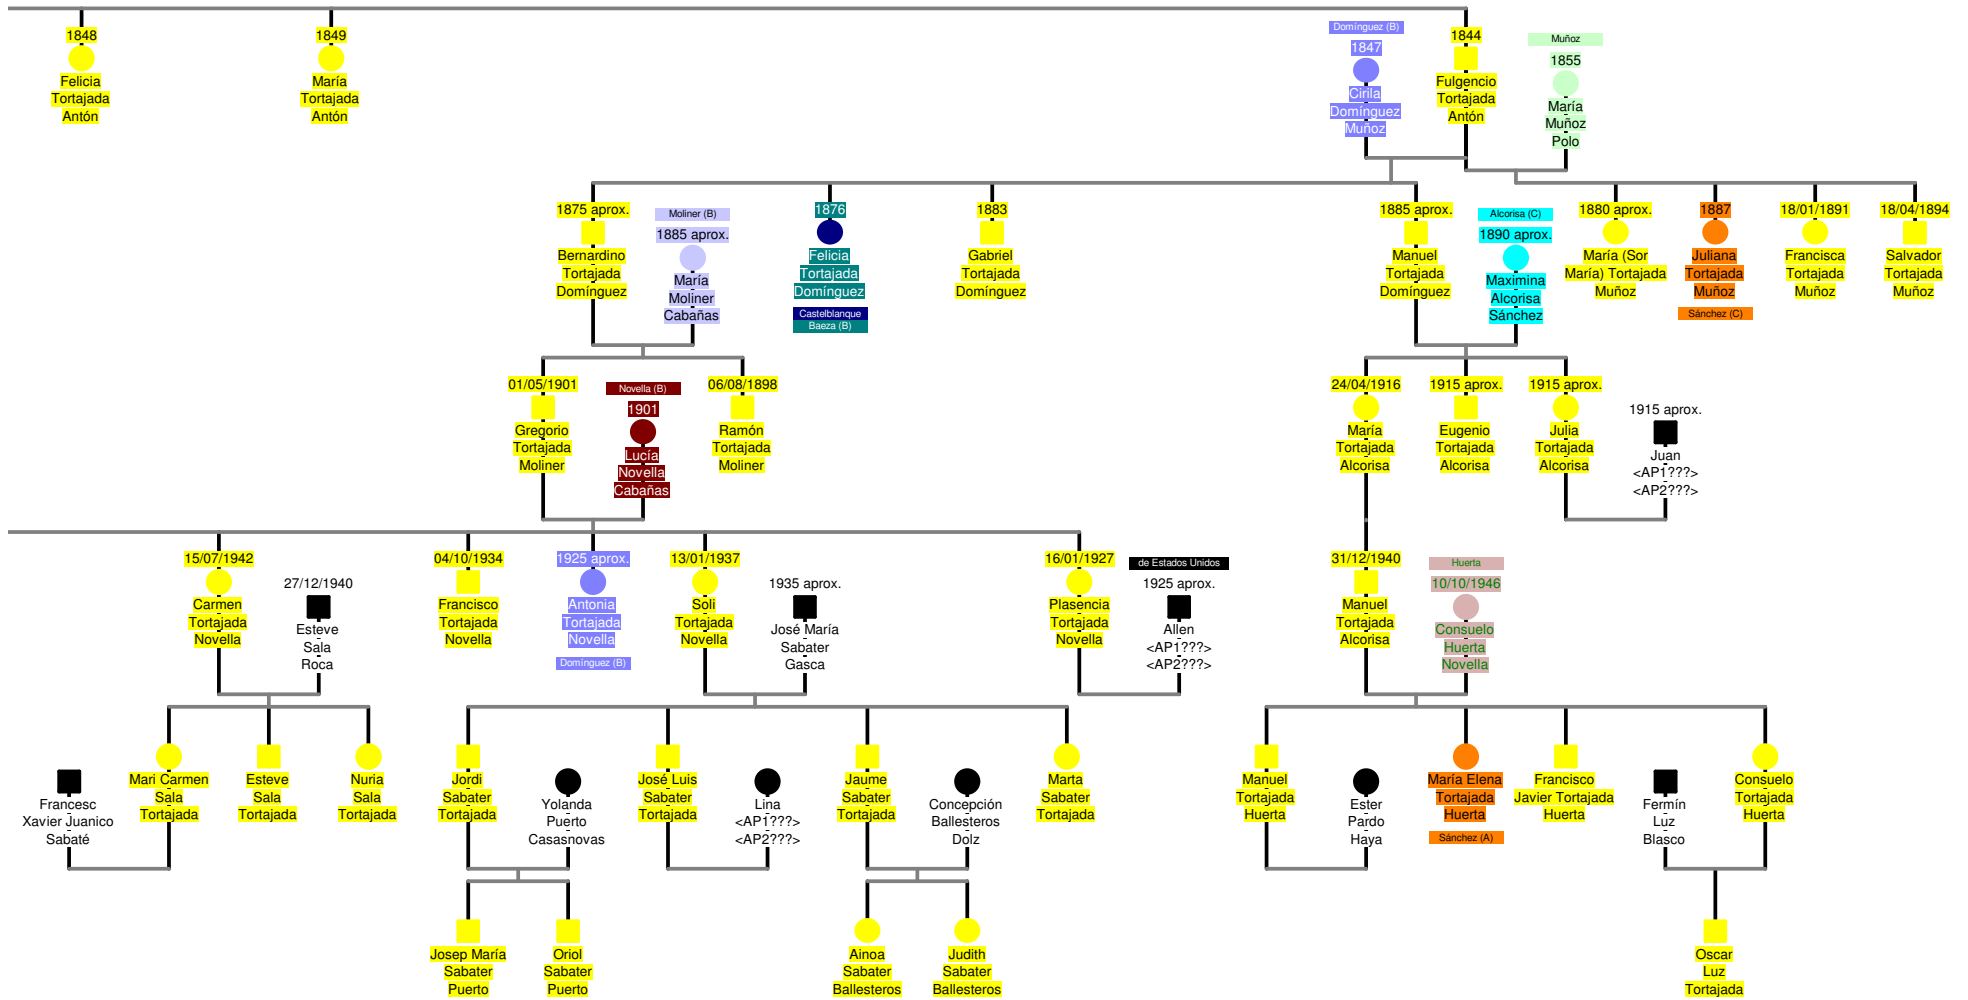 1848
Felicia
Tortajada
Antón
1849
María
Tortajada
Antón
Domínguez (B)
1847
Cirila
Domínguez
Muñoz
1844
Fulgencio
Tortajada
Antón
Muñoz
1855
María
Muñoz
Polo
1875 aprox.
Bernardino
Tortajada
Domínguez
Moliner (B)
1885 aprox.
María
Moliner
Cabañas
1876
Felicia
Tortajada
Domínguez
Castelblanque
Baeza (B)
1883
Gabriel
Tortajada
Domínguez
1885 aprox.
Manuel
Tortajada
Domínguez
Alcorisa (C)
1890 aprox.
Maximina
Alcorisa
Sánchez
1880 aprox.
María (Sor
María) Tortajada
Muñoz
1887
Juliana
Tortajada
Muñoz
Sánchez (C)
18/01/1891
Francisca
Tortajada
Muñoz
18/04/1894
Salvador
Tortajada
Muñoz
01/05/1901
Gregorio
Tortajada
Moliner
Novella (B)
1901
Lucía
Novella
Cabañas
06/08/1898
Ramón
Tortajada
Moliner
24/04/1916
María
Tortajada
Alcorisa
1915 aprox.
Eugenio
Tortajada
Alcorisa
1915 aprox.
Julia
Tortajada
Alcorisa
1915 aprox.
Juan
<AP1???>
<AP2???>
15/07/1942
Carmen
Tortajada
Novella
27/12/1940
Esteve
Sala
Roca
04/10/1934
Francisco
Tortajada
Novella
1925 aprox.
Antonia
Tortajada
Novella
Domínguez (B)
13/01/1937
Soli
Tortajada
Novella
1935 aprox.
José María
Sabater
Gasca
16/01/1927
Plasencia
Tortajada
Novella
de Estados Unidos
1925 aprox.
Allen
<AP1???>
<AP2???>
31/12/1940
Manuel
Tortajada
Alcorisa
Huerta
10/10/1946
Consuelo
Huerta
Novella
Francesc
Xavier Juanico
Sabaté
Mari Carmen
Sala
Tortajada
Esteve
Sala
Tortajada
Nuria
Sala
Tortajada
Jordi
Sabater
Tortajada
Yolanda
Puerto
Casasnovas
José Luis
Sabater
Tortajada
Lina
<AP1???>
<AP2???>
Jaume
Sabater
Tortajada
Concepción
Ballesteros
Dolz
Marta
Sabater
Tortajada
Manuel
Tortajada
Huerta
Ester
Pardo
Haya
María Elena
Tortajada
Huerta
Sánchez (A)
Francisco
Javier Tortajada
Huerta
Fermín
Luz
Blasco
Consuelo
Tortajada
Huerta
Josep María
Sabater
Puerto
Oriol
Sabater
Puerto
Ainoa
Sabater
Ballesteros
Judith
Sabater
Ballesteros
Oscar
Luz
Tortajada